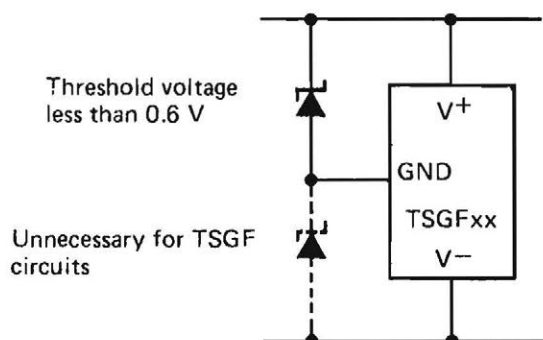 Threshold voltage
less than 0.6 V
V+
GND
TSGFxx
V−
Unnecessary for TSGF
circuits